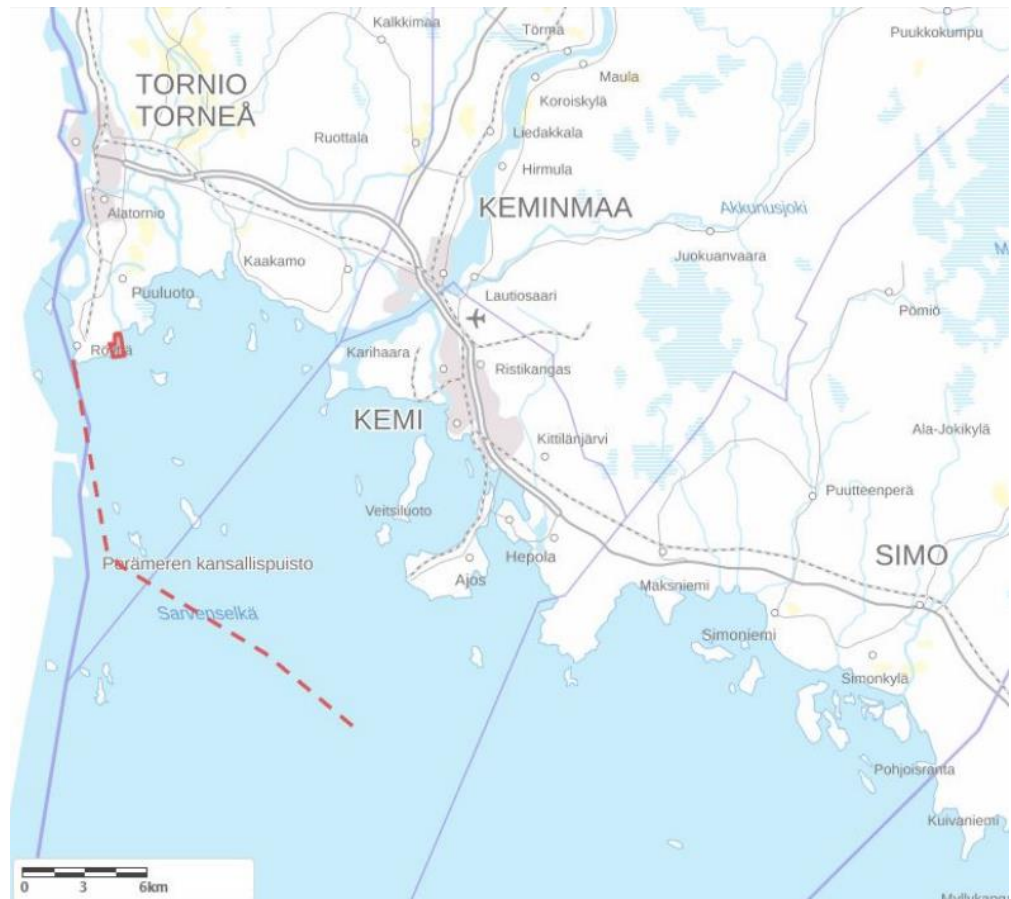 Kalkkimaa
Törmä
Puukkokumpu
TORNIO
TORNEÅ
Maula
Koroiskylä
Ruottala
Liedakkala
Hirmula
KEMINMAA
Alatornio
Akkunusjoki
Kaakamo
Juokuanvaara
M
Puuluoto
Lautiosaari
Pömiö
Karihaara
Ristikangas
KEMI
Kittilänjärvi
Ala-Jokikylä
Veitsiluoto
Puutteenperä
Hepola
SIMO
Perämeren kansallispuisto
Ajos
Maksniemi
Sarvenselkä
Simoniemi
Simonkylä
Pohjoisranta
Kuivaniemi
0 3 6km